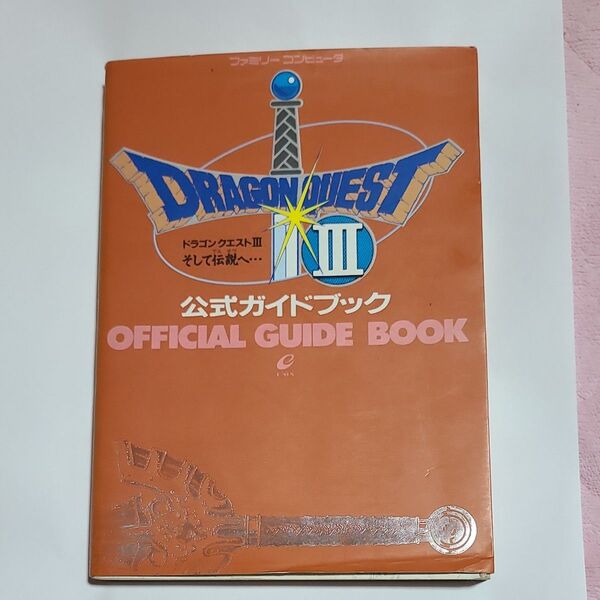 ファミリー コンピュータ
DRAGON QUEST
III
ドラゴンクエストIII
そして伝説へ…
公式ガイドブック
OFFICIAL GUIDE BOOK
ENIX